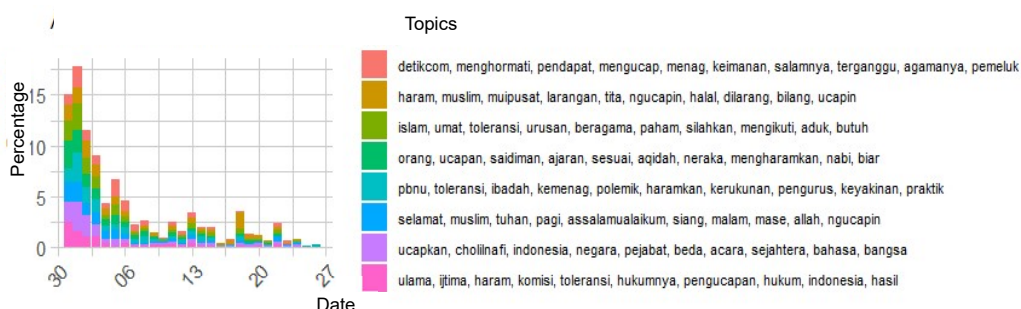 Topics
detikcom, menghormati, pendapat, mengucap, menag, keimanan, salamnya, terganggu, agamanya, pemeluk
haram, muslim, muipusat, larangan, tita, ngucapin, halal, dilarang, bilang, ucapin
islam, umat, toleransi, urusan, beragama, paham, silahkan, mengikuti, aduk, butuh
orang, ucapan, saidiman, ajaran, sesuai, aqidah, neraka, mengharamkan, nabi, biar
pbnu, toleransi, ibadah, kemenag, polemik, haramkan, kerukunan, pengurus, keyakinan, praktik
selamat, muslim, tuhan, pagi, assalamualaikum, siang, malam, mase, allah, ngucapin
ucapkan, cholilnafi, indonesia, negara, pejabat, beda, acara, sejahtera, bahasa, bangsa
ulama, ijtima, haram, komisi, toleransi, hukumnya, pengucapan, hukum, indonesia, hasil
Percentage
15
10
5
0
30
06
13
20
27
Date